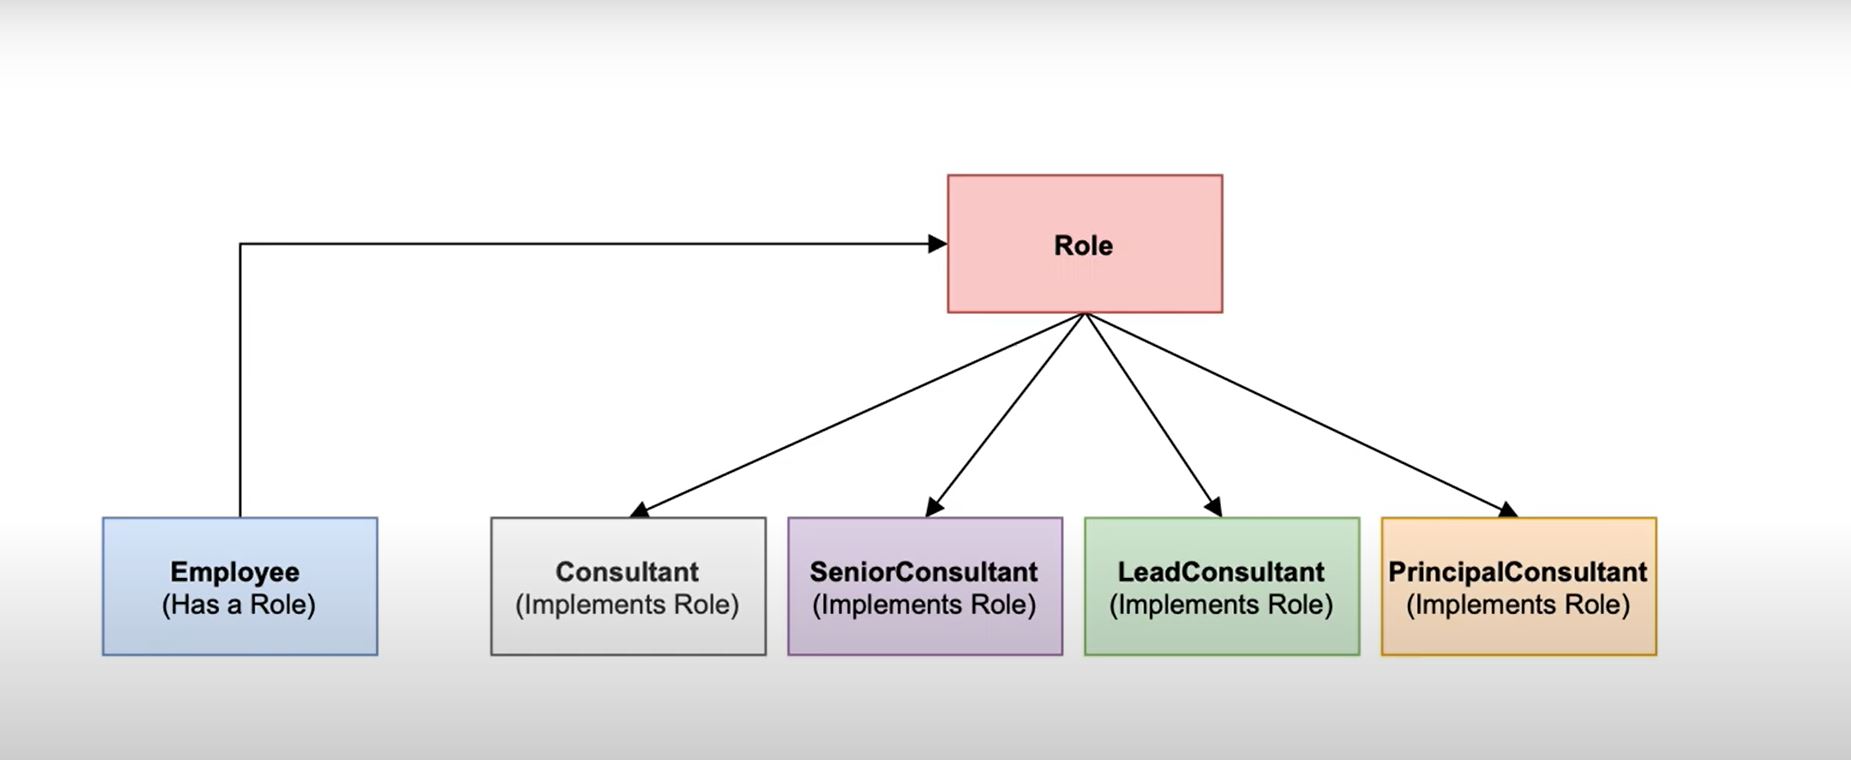 Role
Employee
(Has a Role)
Consultant
(Implements Role)
SeniorConsultant
(Implements Role)
LeadConsultant
(Implements Role)
PrincipalConsultant
(Implements Role)